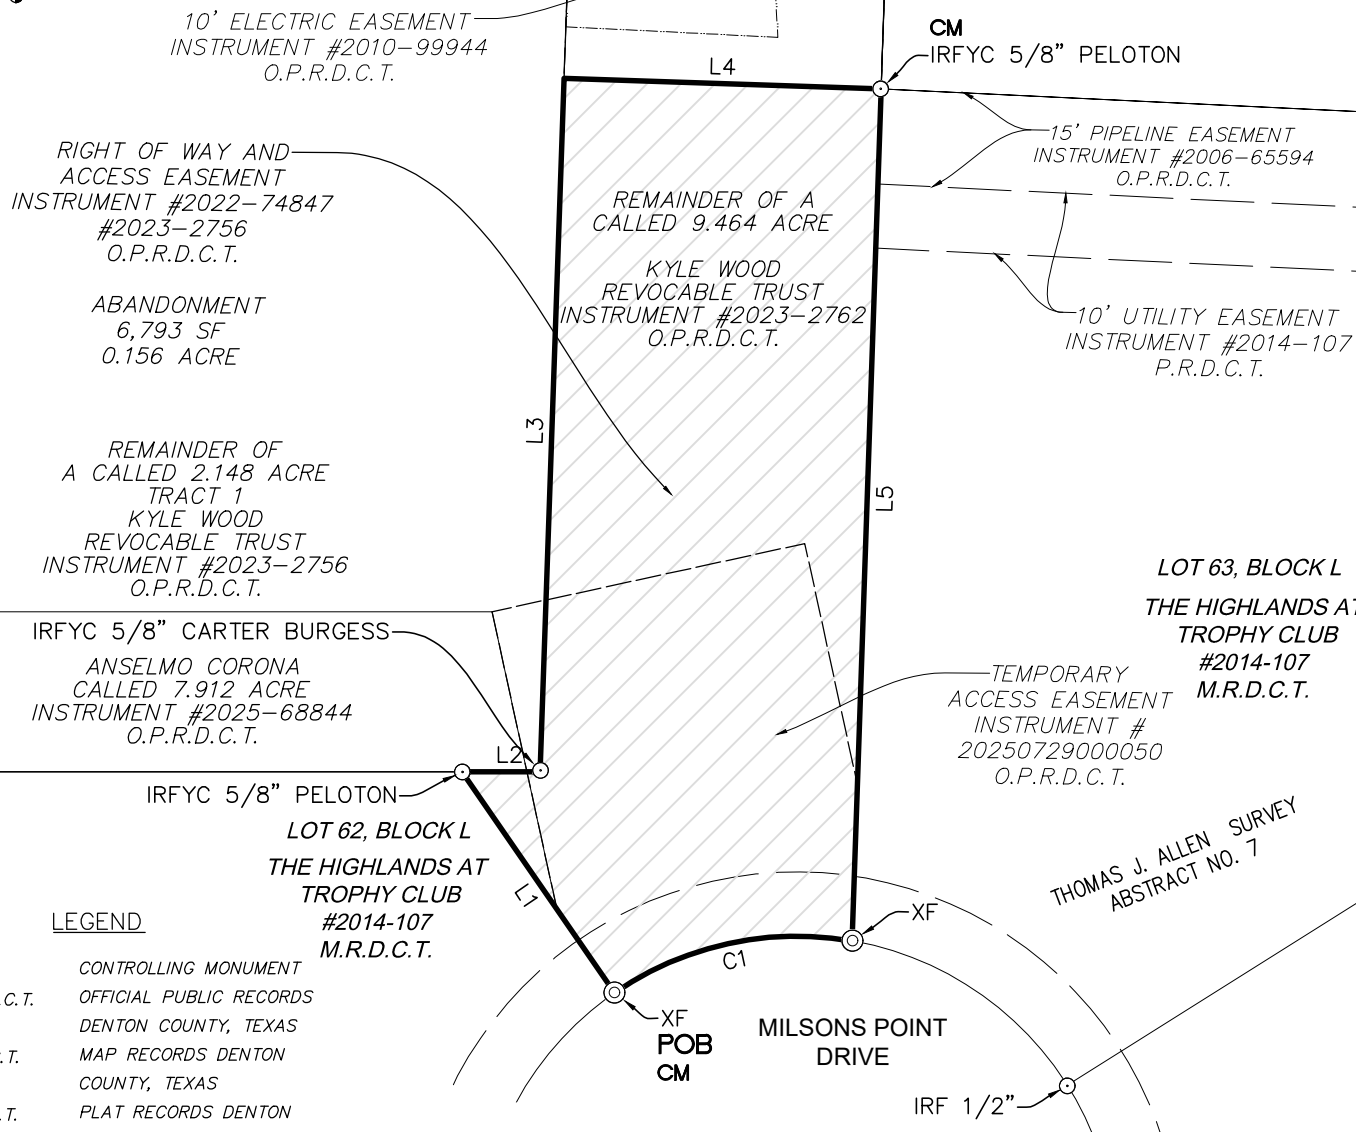 10' ELECTRIC EASEMENT
INSTRUMENT #2010-99944
O.P.R.D.C.T.
L4
CM
IRFYC 5/8" PELOTON
15' PIPELINE EASEMENT
INSTRUMENT #2006-65594
O.P.R.D.C.T.
RIGHT OF WAY AND
ACCESS EASEMENT
INSTRUMENT #2022-74847
#2023-2756
O.P.R.D.C.T.
ABANDONMENT
6,793 SF
0.156 ACRE
REMAINDER OF A
CALLED 9.464 ACRE
KYLE WOOD
REVOCABLE TRUST
INSTRUMENT #2023-2762
O.P.R.D.C.T.
10' UTILITY EASEMENT
INSTRUMENT #2014-107
P.R.D.C.T.
L3
L5
REMAINDER OF
A CALLED 2.148 ACRE
TRACT 1
KYLE WOOD
REVOCABLE TRUST
INSTRUMENT #2023-2756
O.P.R.D.C.T.
LOT 63, BLOCK L
THE HIGHLANDS AT
TROPHY CLUB
#2014-107
M.R.D.C.T.
IRFYC 5/8" CARTER BURGESS
ANSELMO CORONA
CALLED 7.912 ACRE
INSTRUMENT #2025-68844
O.P.R.D.C.T.
TEMPORARY
ACCESS EASEMENT
INSTRUMENT #
20250729000050
O.P.R.D.C.T.
L2
IRFYC 5/8" PELOTON
LOT 62, BLOCK L
THE HIGHLANDS AT
TROPHY CLUB
#2014-107
M.R.D.C.T.
L1
THOMAS J. ALLEN SURVEY
ABSTRACT NO. 7
XF
C1
XF
POB
CM
MILSONS POINT
DRIVE
IRF 1/2"
LEGEND
CONTROLLING MONUMENT
.C.T. OFFICIAL PUBLIC RECORDS
DENTON COUNTY, TEXAS
.T. MAP RECORDS DENTON
COUNTY, TEXAS
.T. PLAT RECORDS DENTON